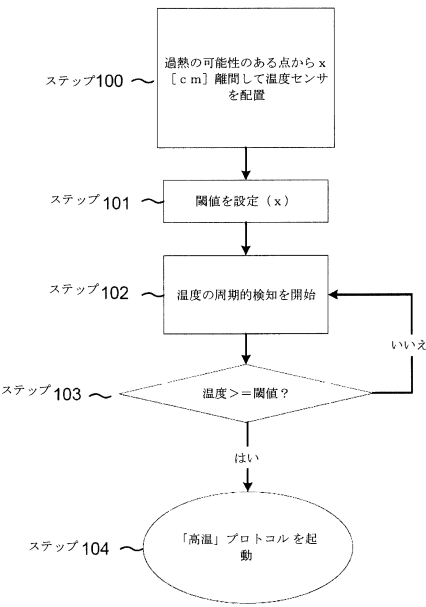 ステップ100
過熱の可能性のある点からｘ
［ｃｍ］離間して温度センサ
を配置
ステップ101
閾値を設定（ｘ）
ステップ102
温度の周期的検知を開始
いいえ
ステップ103
温度＞＝閾値？
はい
ステップ104
「高温」プロトコルを起
動